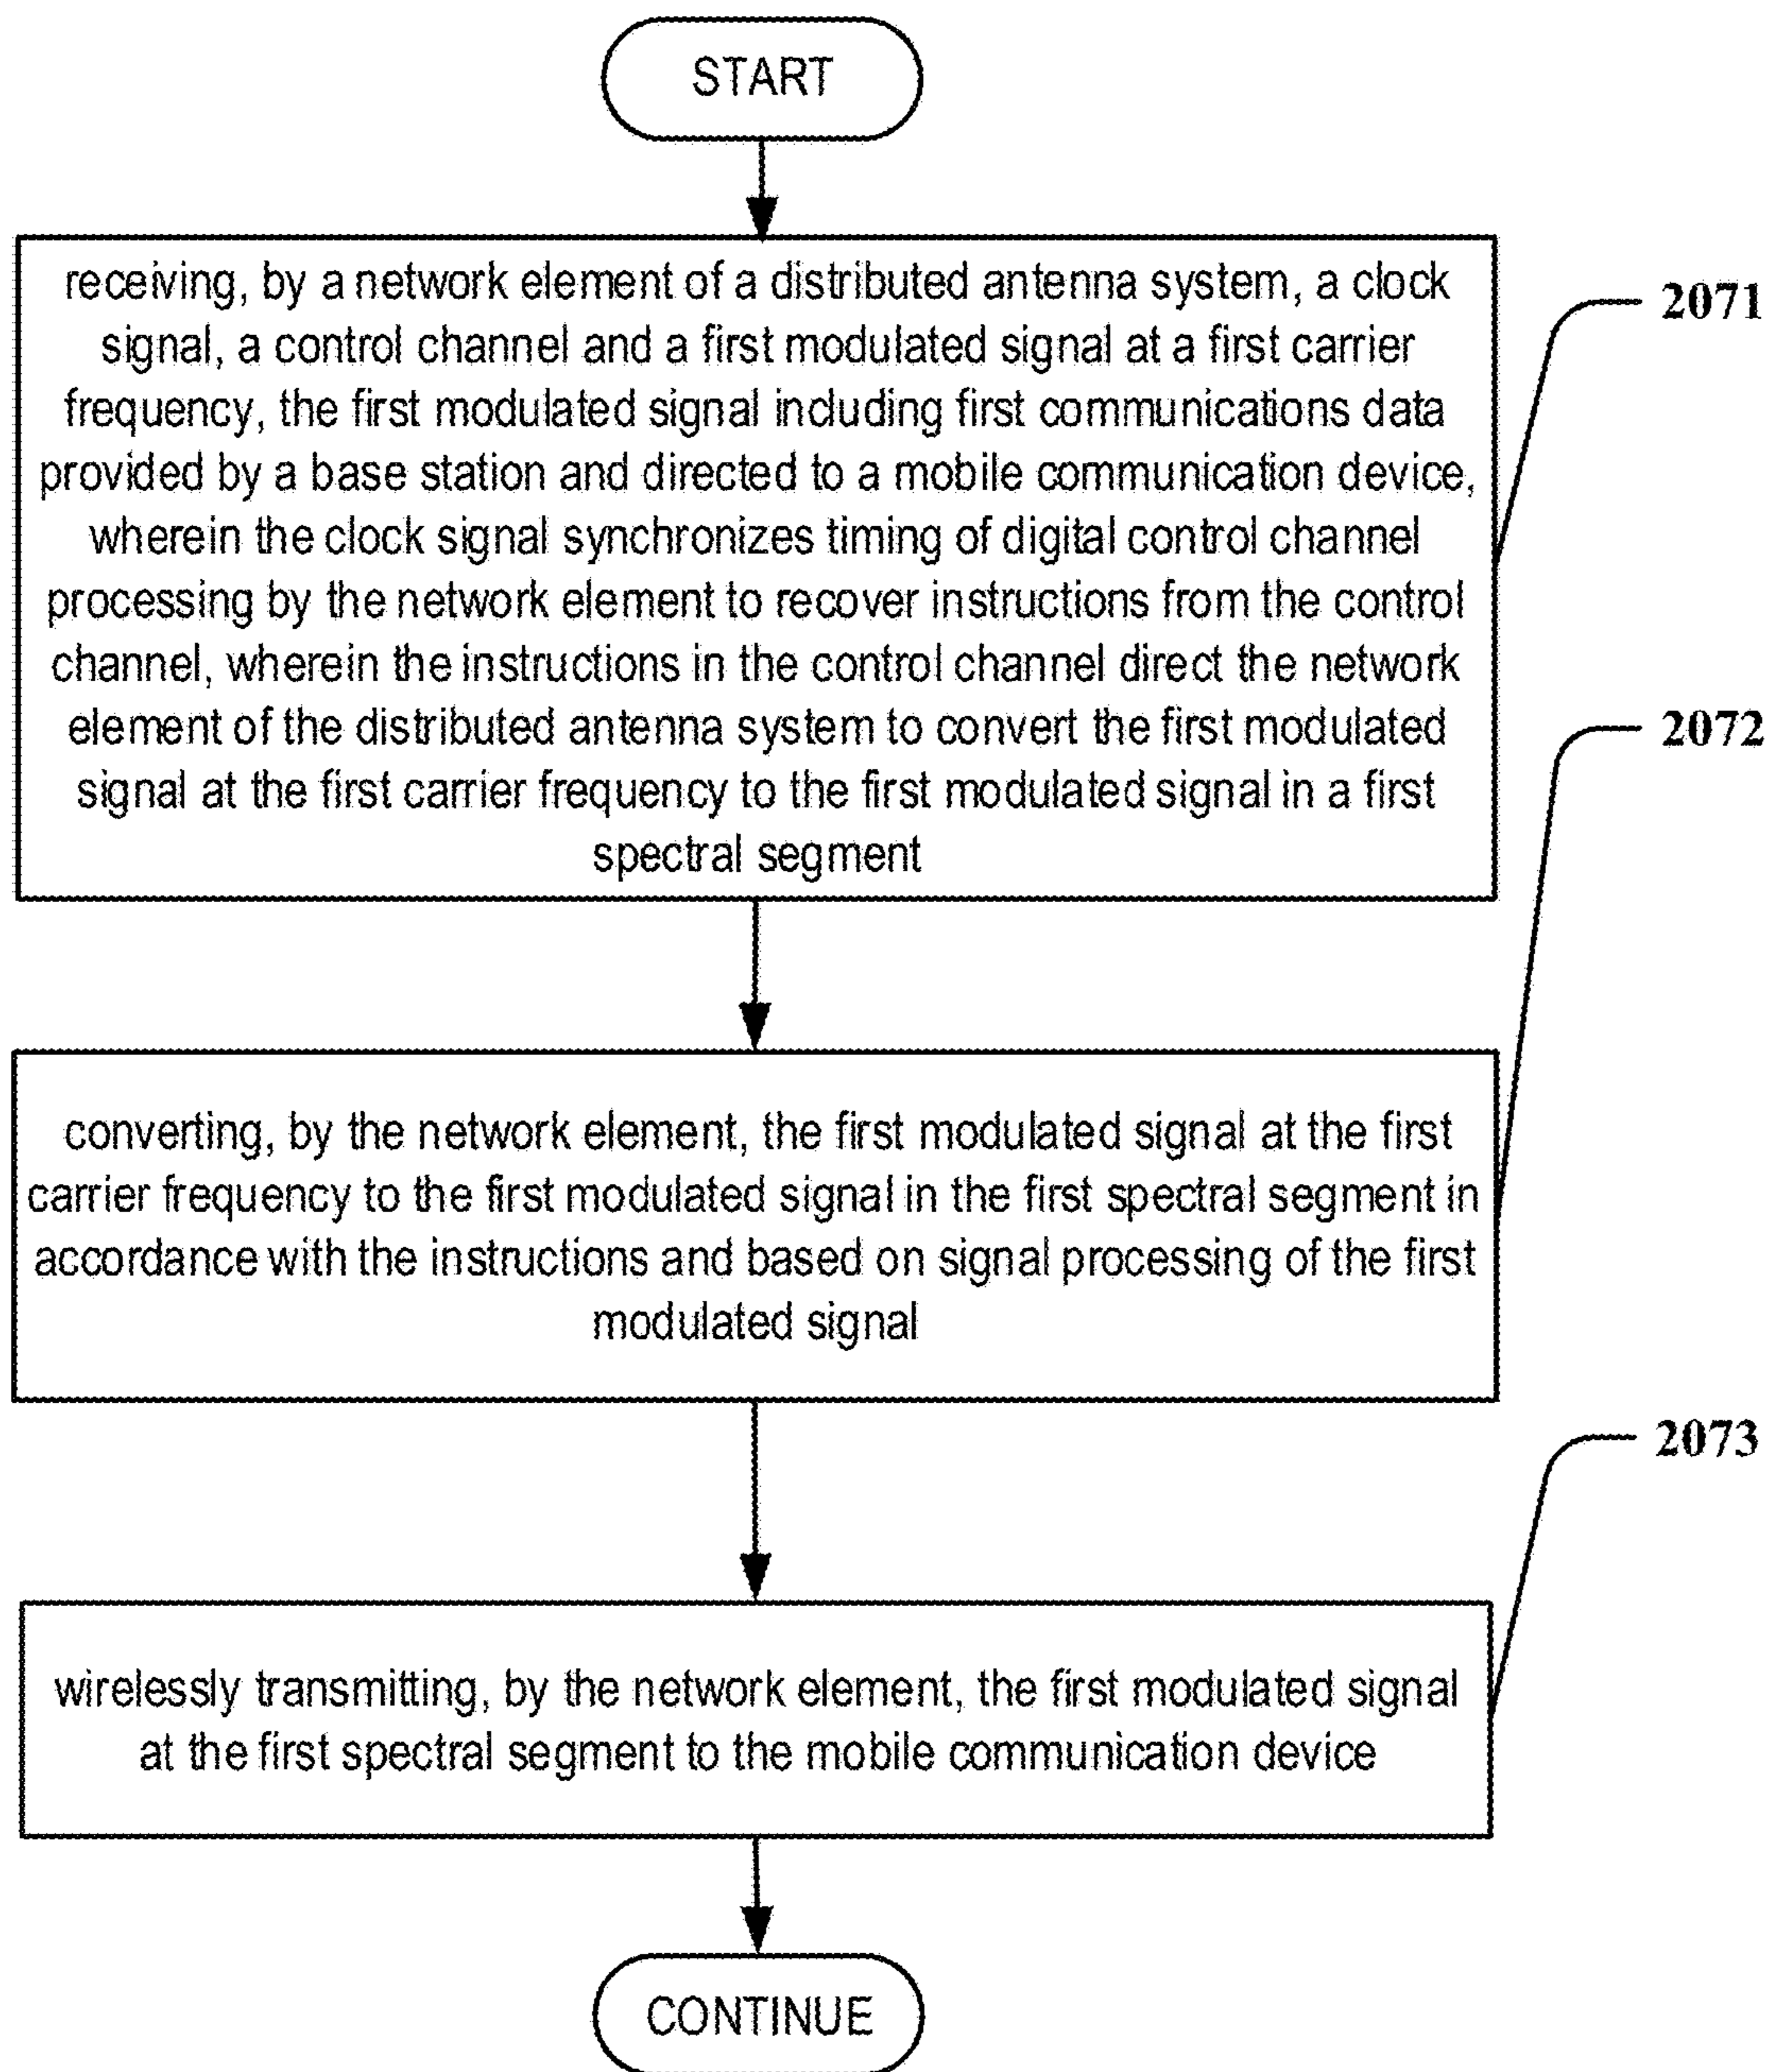 START
receiving, by a network element of a distributed antenna system, a clock
signal, a control channel and a first modulated signal at a first carrier
frequency, the first modulated signal including first communications data
provided by a base station and directed to a mobile communication device,
wherein the clock signal synchronizes timing of digital control channel
processing by the network element to recover instructions from the control
channel, wherein the instructions in the control channel direct the network
element of the distributed antenna system to convert the first modulated
signal at the first carrier frequency to the first modulated signal in a first
spectral segment
2071
converting, by the network element, the first modulated signal at the first
carrier frequency to the first modulated signal in the first spectral segment in
accordance with the instructions and based on signal processing of the first
modulated signal
2072
wirelessly transmitting, by the network element, the first modulated signal
at the first spectral segment to the mobile communication device
2073
CONTINUE